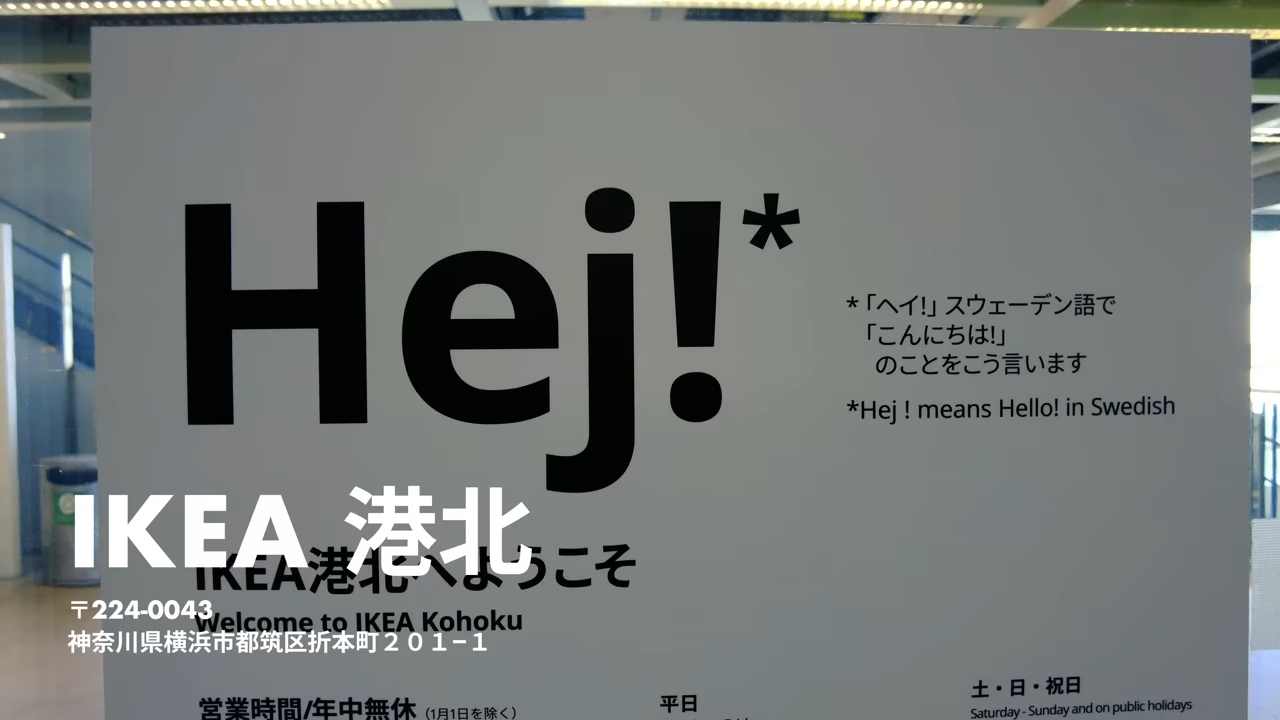 Hej!*
*「ヘイ!」スウェーデン語で
「こんにちは!」
のことをこう言います
*Hej ! means Hello! in Swedish
IKEA 港北
IKEA港北へようこそ
〒224-0043
Welcome to IKEA Kohoku
神奈川県横浜市都筑区折本町２０１−１
営業時間/年中無休（1月1日を除く）
平日
土・日・祝日
Saturday - Sunday and on public holidays